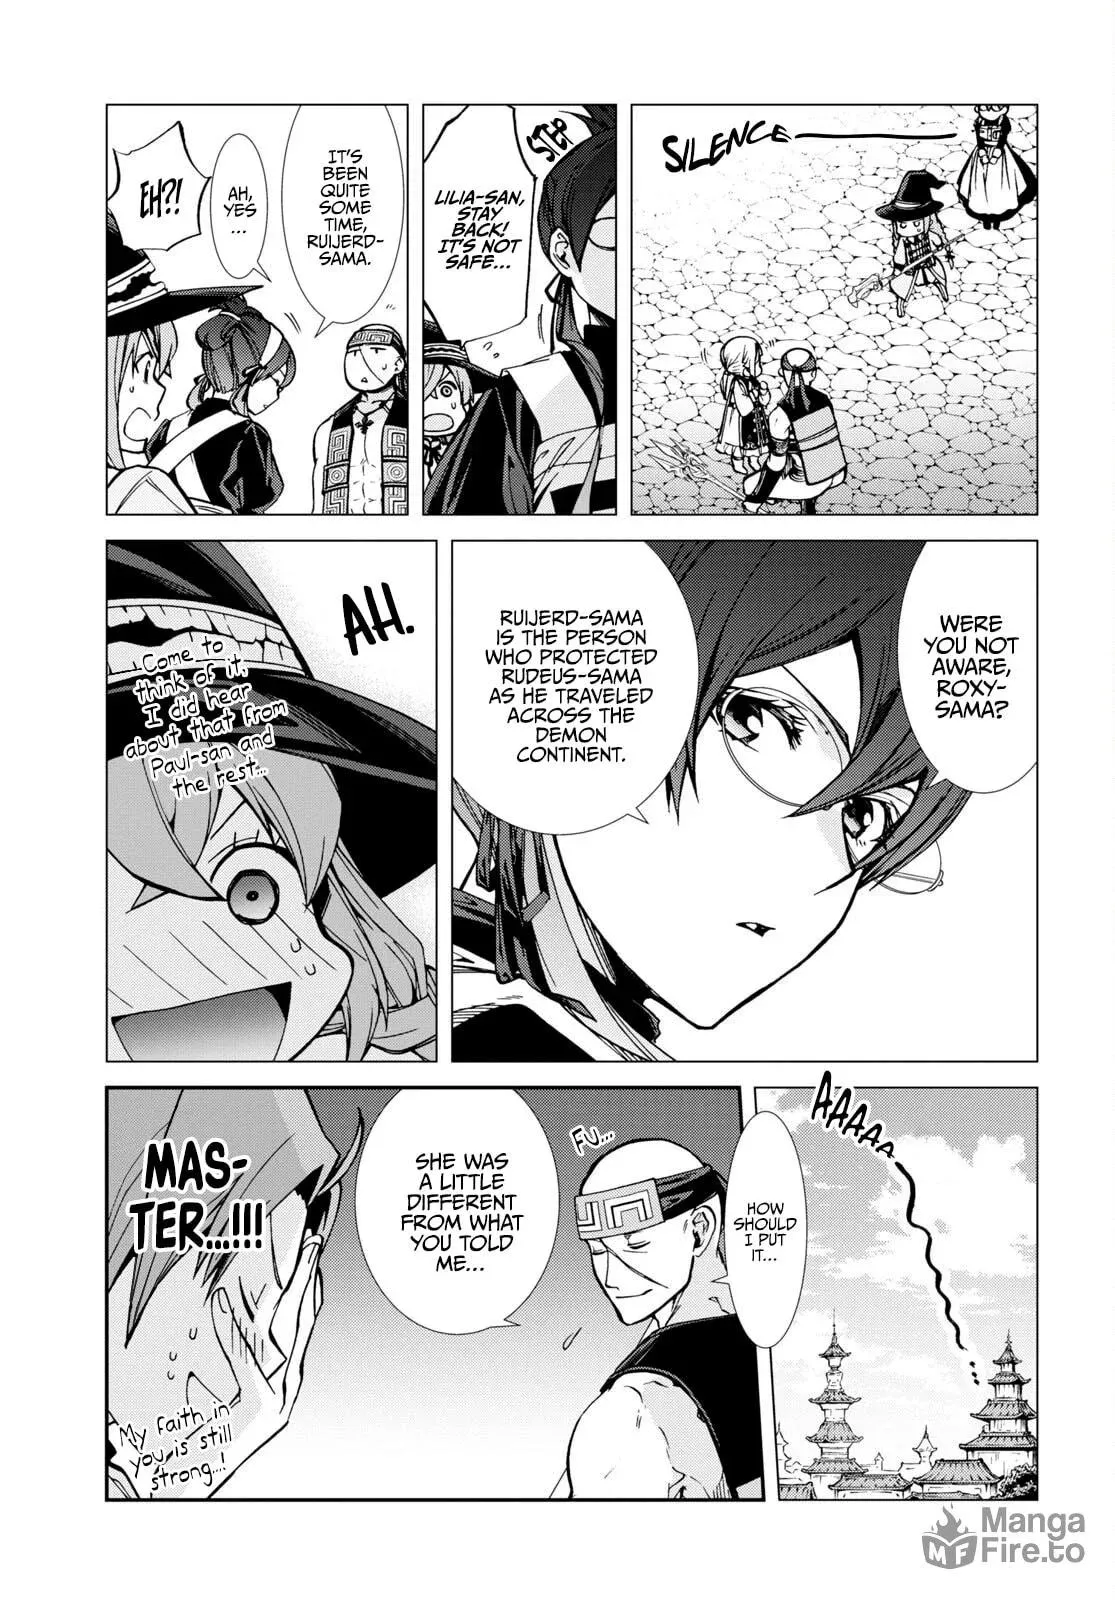 SILENCE
STEP
LILIA-SAN,
STAY
BACK!
IT'S NOT
SAFE...
IT'S
BEEN
QUITE
SOME
TIME,
RUIJERD-
SAMA.
AH,
YES
...
EH?!
WERE
YOU NOT
AWARE,
ROXY-
SAMA?
RUIJERD-SAMA
IS THE PERSON
WHO PROTECTED
RUDEUS-SAMA
AS HE TRAVELED
ACROSS THE
DEMON
CONTINENT.
AH.
Come to
think of it,
I did hear
about that from
Paul-san and
the rest...
AAAAA
HOW
SHOULD
I PUT
IT...
FU...
SHE WAS
A LITTLE
DIFFERENT
FROM WHAT
YOU TOLD
ME...
MAS-
TER...!!!
My faith in
you is still
strong...!
Manga
Fire.to
MF